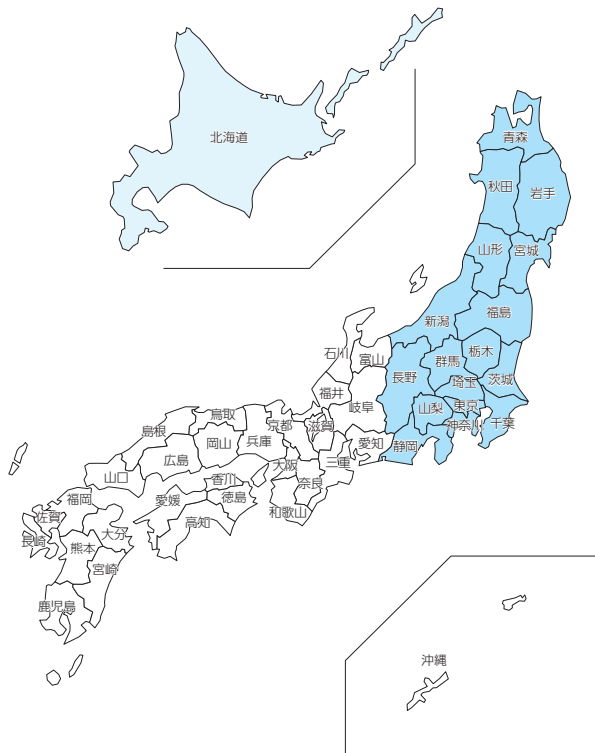 北海道
青森
秋田
岩手
山形
宮城
福島
新潟
栃木
群馬
茨城
埼玉
東京
千葉
神奈川
山梨
長野
静岡
石川
富山
福井
岐阜
愛知
滋賀
京都
三重
大阪
奈良
和歌山
兵庫
鳥取
岡山
島根
広島
山口
香川
徳島
愛媛
高知
福岡
佐賀
長崎
大分
熊本
宮崎
鹿児島
沖縄